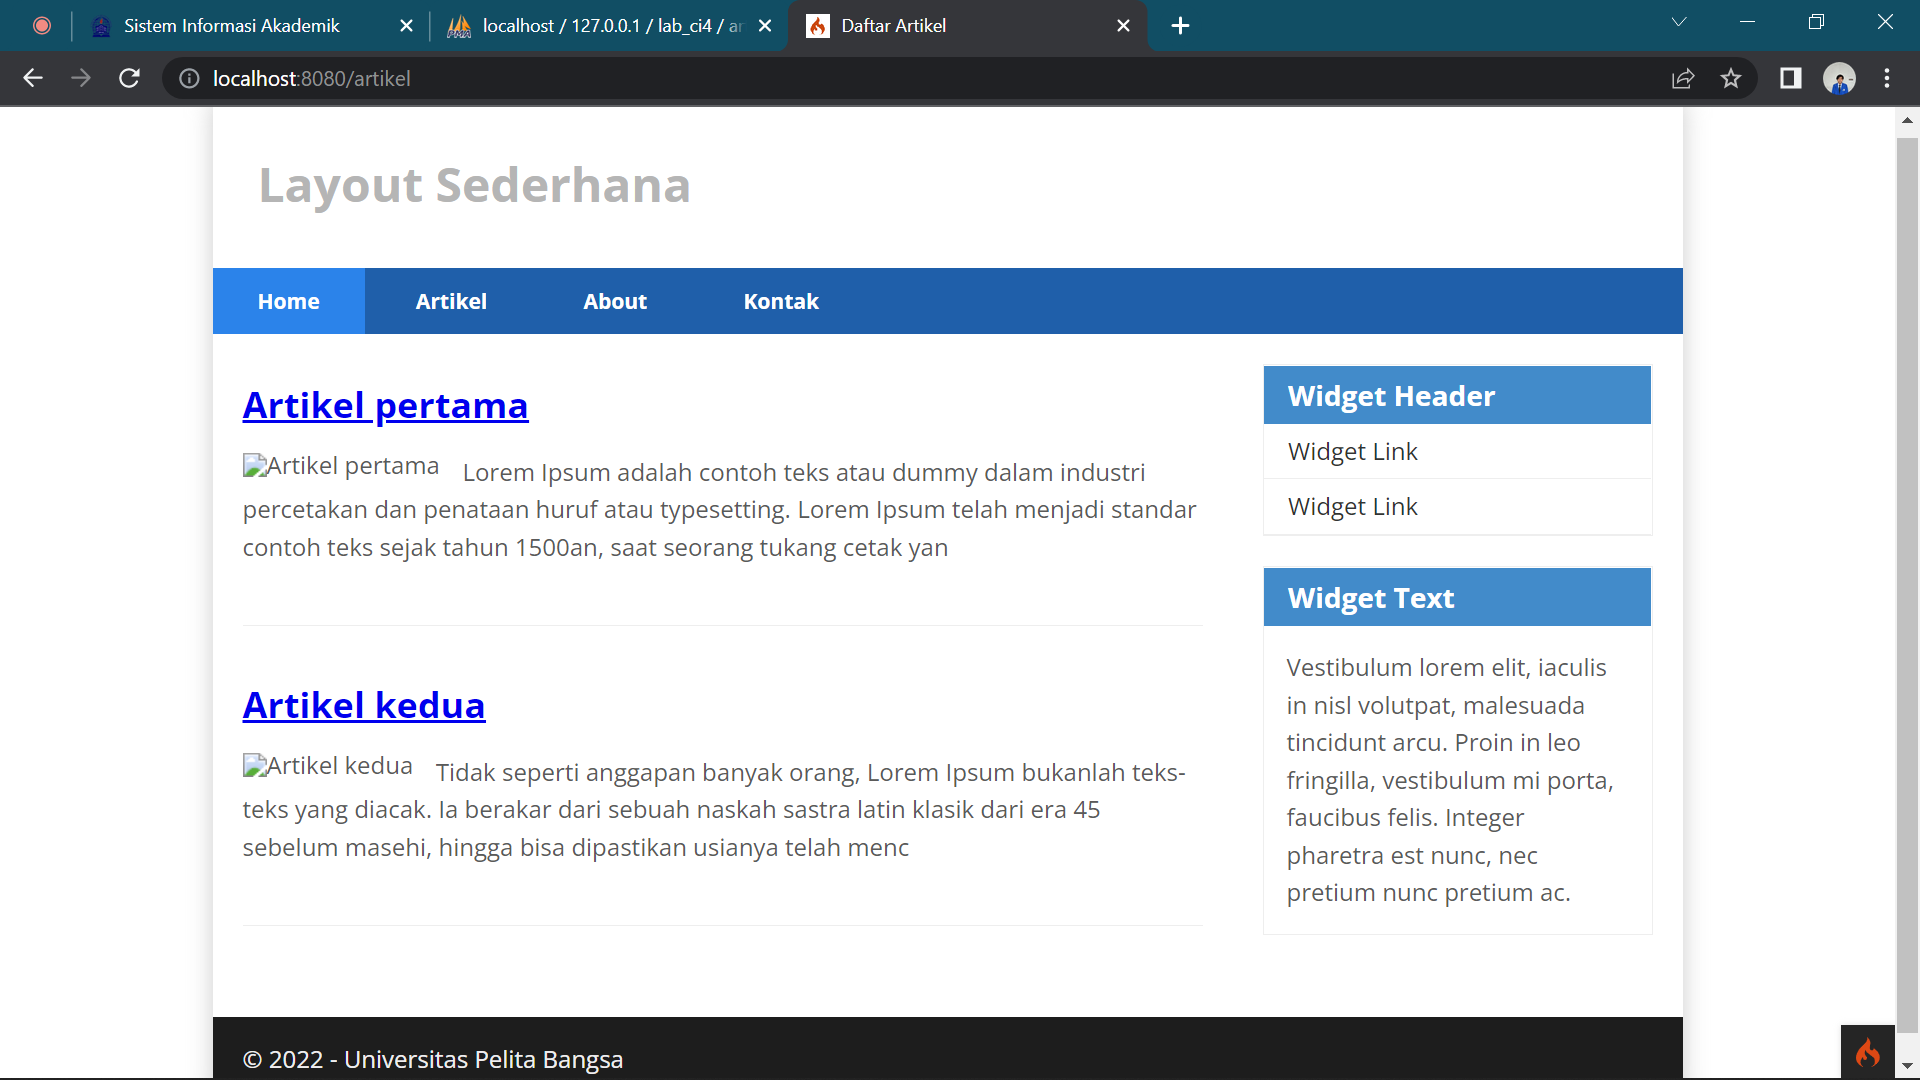 Sistem Informasi Akademik
localhost / 127.0.0.1 / lab_ci4 / ar
Daftar Artikel
localhost:8080/artikel
Layout Sederhana
Home Artikel About Kontak
Artikel pertama
Artikel pertama Lorem Ipsum adalah contoh teks atau dummy dalam industri
percetakan dan penataan huruf atau typesetting. Lorem Ipsum telah menjadi standar
contoh teks sejak tahun 1500an, saat seorang tukang cetak yan
Artikel kedua
Artikel kedua Tidak seperti anggapan banyak orang, Lorem Ipsum bukanlah teks-
teks yang diacak. Ia berakar dari sebuah naskah sastra latin klasik dari era 45
sebelum masehi, hingga bisa dipastikan usianya telah menc
Widget Header
Widget Link
Widget Link
Widget Text
Vestibulum lorem elit, iaculis
in nisl volutpat, malesuada
tincidunt arcu. Proin in leo
fringilla, vestibulum mi porta,
faucibus felis. Integer
pharetra est nunc, nec
pretium nunc pretium ac.
© 2022 - Universitas Pelita Bangsa